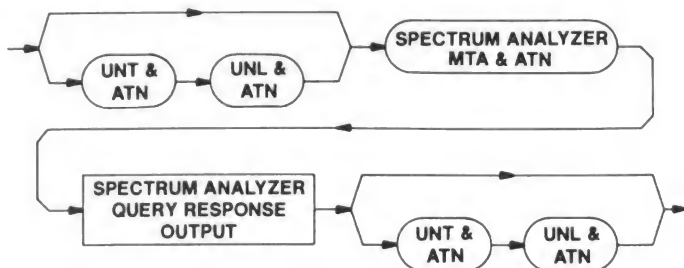 SPECTRUM ANALYZER
MTA & ATN
UNT &
ATN
UNL &
ATN
SPECTRUM ANALYZER
QUERY RESPONSE
OUTPUT
UNT &
ATN
UNL &
ATN